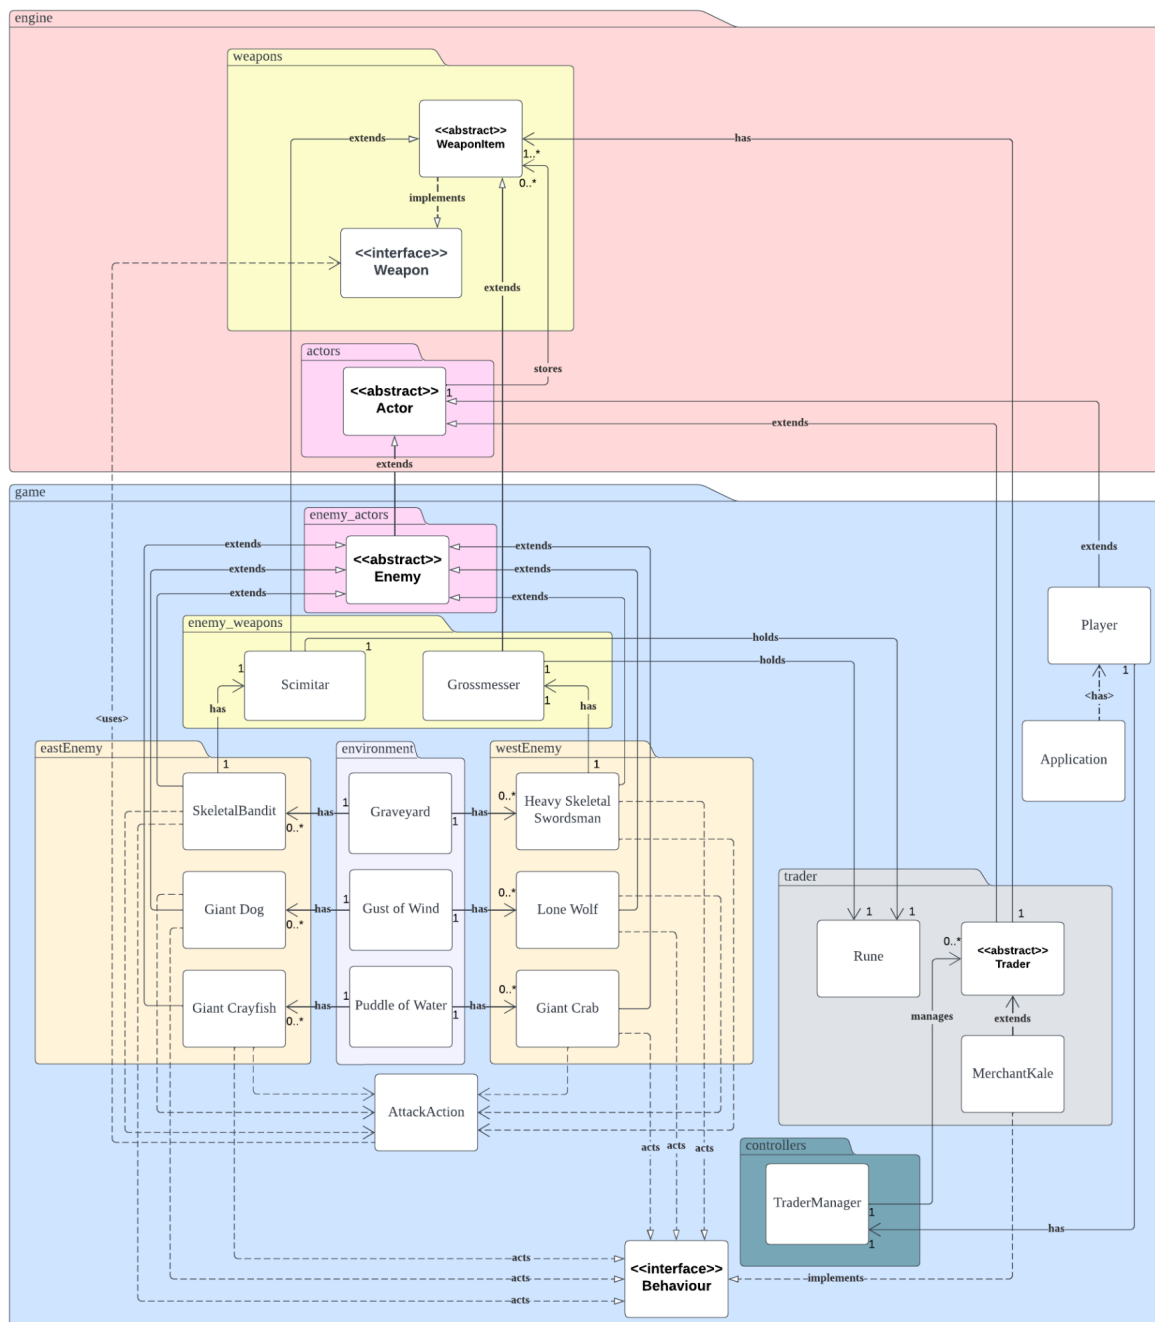 engine
weapons
<<abstract>>
WeaponItem
extends
has
1..*
0..*
implements
<<interface>>
Weapon
extends
actors
stores
<<abstract>>
Actor
1
extends
extends
game
enemy_actors
extends
extends
<<abstract>>
Enemy
extends
extends
extends
extends
extends
enemy_weapons
Player
holds
1
holds
1
Scimitar
1
Grossmesser
1
1
<has>
has
has
<uses>
Application
eastEnemy
environment
westEnemy
1
1
SkeletalBandit
has
0..*
1
Graveyard
1
has
0..*
Heavy Skeletal
Swordsman
Giant Dog
has
0..*
1
Gust of Wind
1
has
0..*
Lone Wolf
trader
1
1
1
Rune
0..*
<<abstract>>
Trader
Giant Crayfish
has
0..*
1
Puddle of Water
1
has
0..*
Giant Crab
manages
extends
MerchantKale
AttackAction
acts
acts
acts
controllers
TraderManager
1
1
has
acts
acts
acts
<<interface>>
Behaviour
implements